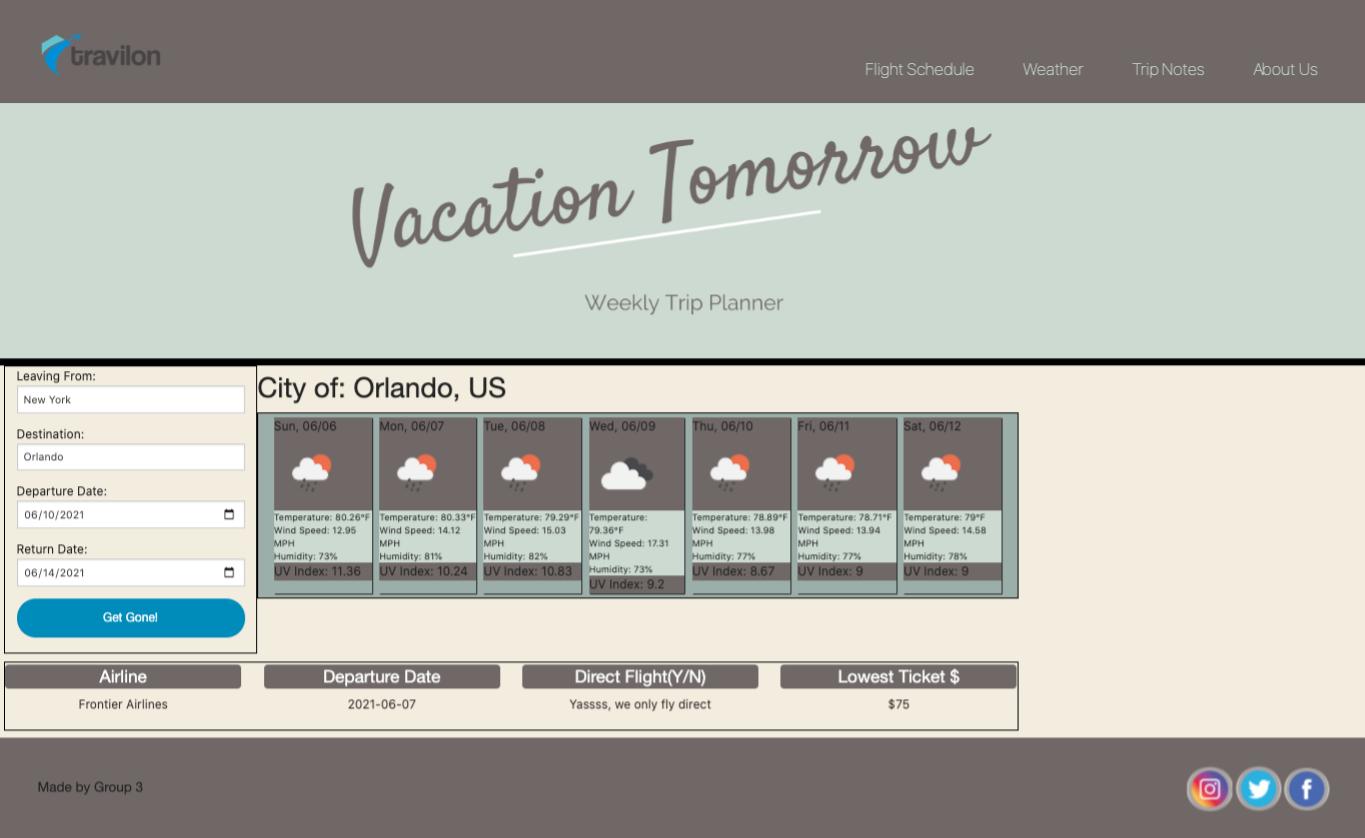 travilon
Flight Schedule
Weather
Trip Notes
About Us
Vacation Tomorrow
Weekly Trip Planner
Leaving From:
New York
Destination:
Orlando
Departure Date:
06/10/2021
Return Date:
06/14/2021
Get Gone!
City of: Orlando, US
Sun, 06/06
Temperature: 80.26°F
Wind Speed: 12.95
MPH
Humidity: 73%
UV Index: 11.36
Mon, 06/07
Temperature: 80.33°F
Wind Speed: 14.12
MPH
Humidity: 81%
UV Index: 10.24
Tue, 06/08
Temperature: 79.29°F
Wind Speed: 15.03
MPH
Humidity: 82%
UV Index: 10.83
Wed, 06/09
Temperature:
79.36°F
Wind Speed: 17.31
MPH
Humidity: 73%
UV Index: 9.2
Thu, 06/10
Temperature: 78.89°F
Wind Speed: 13.98
MPH
Humidity: 77%
UV Index: 8.67
Fri, 06/11
Temperature: 78.71°F
Wind Speed: 13.94
MPH
Humidity: 77%
UV Index: 9
Sat, 06/12
Temperature: 79°F
Wind Speed: 14.58
MPH
Humidity: 78%
UV Index: 9
Airline
Departure Date
Direct Flight(Y/N)
Lowest Ticket $
Frontier Airlines
2021-06-07
Yassss, we only fly direct
$75
Made by Group 3